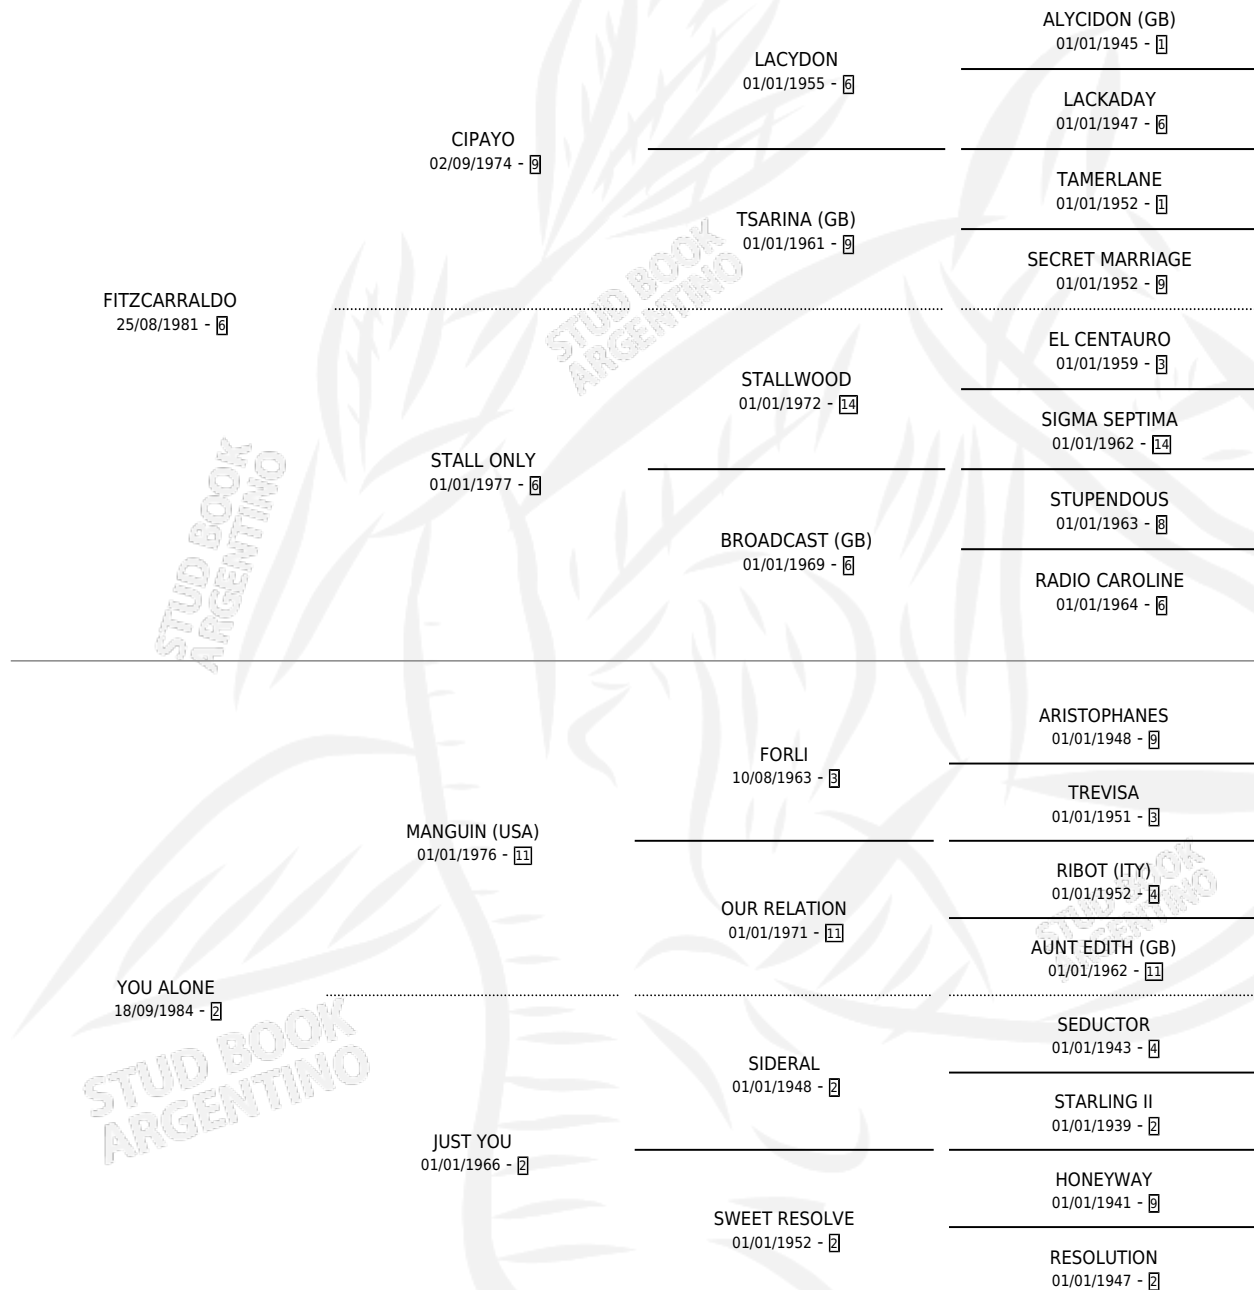 ALYCIDON (GB)
01/01/1945 - 1
LACYDON
01/01/1955 - 6
LACKADAY
01/01/1947 - 6
CIPAYO
02/09/1974 - 9
TAMERLANE
01/01/1952 - 1
TSARINA (GB)
01/01/1961 - 9
SECRET MARRIAGE
01/01/1952 - 9
FITZCARRALDO
25/08/1981 - 6
EL CENTAURO
01/01/1959 - 3
STALLWOOD
01/01/1972 - 14
SIGMA SEPTIMA
01/01/1962 - 14
STALL ONLY
01/01/1977 - 6
STUPENDOUS
01/01/1963 - 8
BROADCAST (GB)
01/01/1969 - 6
RADIO CAROLINE
01/01/1964 - 6
STUD BOOK
ARGENTINO
STUD BOOK
ARGENTINO
ARISTOPHANES
01/01/1948 - 9
FORLI
10/08/1963 - 3
TREVISA
01/01/1951 - 3
MANGUIN (USA)
01/01/1976 - 11
RIBOT (ITY)
01/01/1952 - 4
OUR RELATION
01/01/1971 - 11
AUNT EDITH (GB)
01/01/1962 - 11
STUD BOOK
ARGENTINO
YOU ALONE
18/09/1984 - 2
SEDUCTOR
01/01/1943 - 4
SIDERAL
01/01/1948 - 2
STARLING II
01/01/1939 - 2
STUD BOOK
ARGENTINO
JUST YOU
01/01/1966 - 2
HONEYWAY
01/01/1941 - 9
SWEET RESOLVE
01/01/1952 - 2
RESOLUTION
01/01/1947 - 2